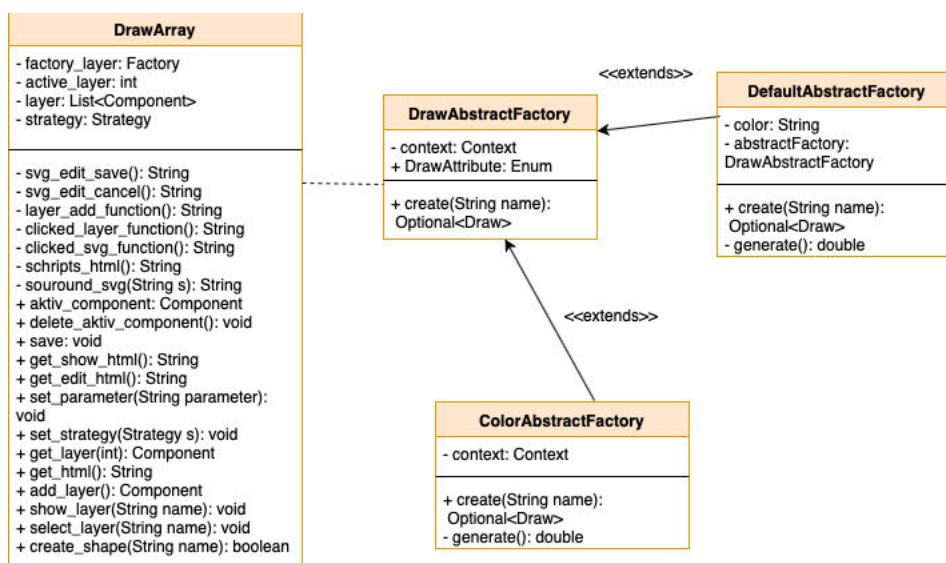 DrawArray
- factory_layer: Factory
- active_layer: int
- layer: List<Component>
- strategy: Strategy
- svg_edit_save(): String
- svg_edit_cancel(): String
- layer_add_function(): String
- clicked_layer_function(): String
- clicked_svg_function(): String
- schripts_html(): String
- souround_svg(String s): String
+ aktiv_component: Component
+ delete_aktiv_component(): void
+ save: void
+ get_show_html(): String
+ get_edit_html(): String
+ set_parameter(String parameter):
void
+ set_strategy(Strategy s): void
+ get_layer(int): Component
+ get_html(): String
+ add_layer(): Component
+ show_layer(String name): void
+ select_layer(String name): void
+ create_shape(String name): boolean
DrawAbstractFactory
- context: Context
+ DrawAttribute: Enum
+ create(String name):
Optional<Draw>
<<extends>>
DefaultAbstractFactory
- color: String
- abstractFactory:
DrawAbstractFactory
+ create(String name):
Optional<Draw>
- generate(): double
<<extends>>
ColorAbstractFactory
- context: Context
+ create(String name):
Optional<Draw>
- generate(): double